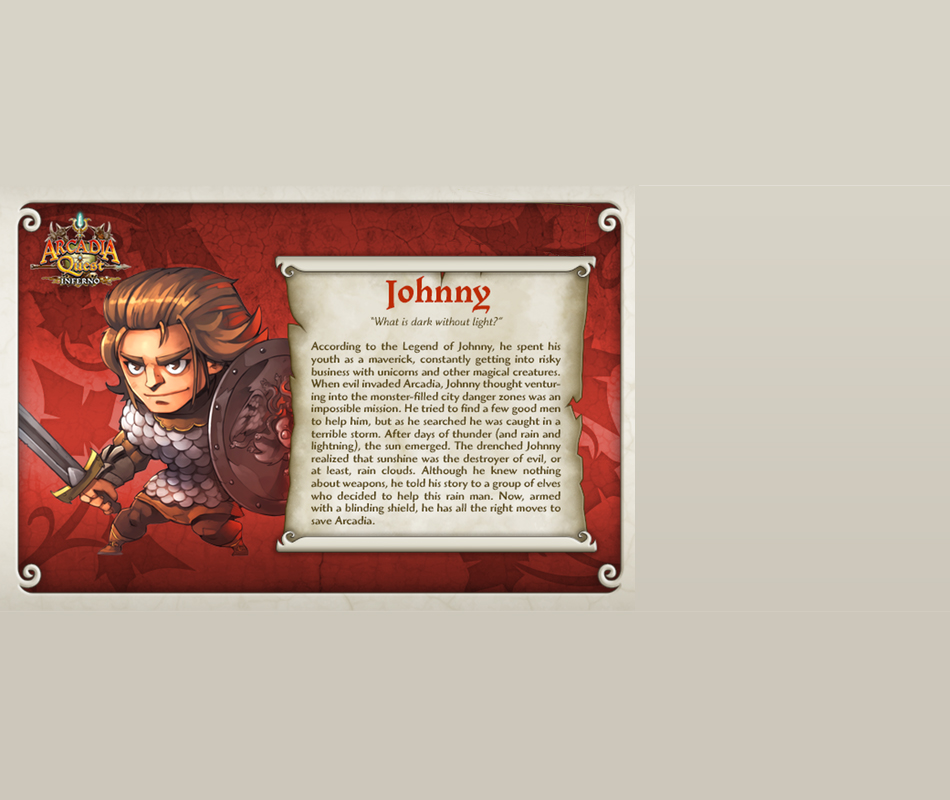 ARCADIA
Quest
INFERNO
Johnny
"What is dark without light?"
According to the Legend of Johnny, he spent his
youth as a maverick, constantly getting into risky
business with unicorns and other magical creatures.
When evil invaded Arcadia, Johnny thought ventur-
ing into the monster-filled city danger zones was an
impossible mission. He tried to find a few good men
to help him, but as he searched he was caught in a
terrible storm. After days of thunder (and rain and
lightning), the sun emerged. The drenched Johnny
realized that sunshine was the destroyer of evil, or
at least, rain clouds. Although he knew nothing
about weapons, he told his story to a group of elves
who decided to help this rain man. Now, armed
with a blinding shield, he has all the right moves to
save Arcadia.